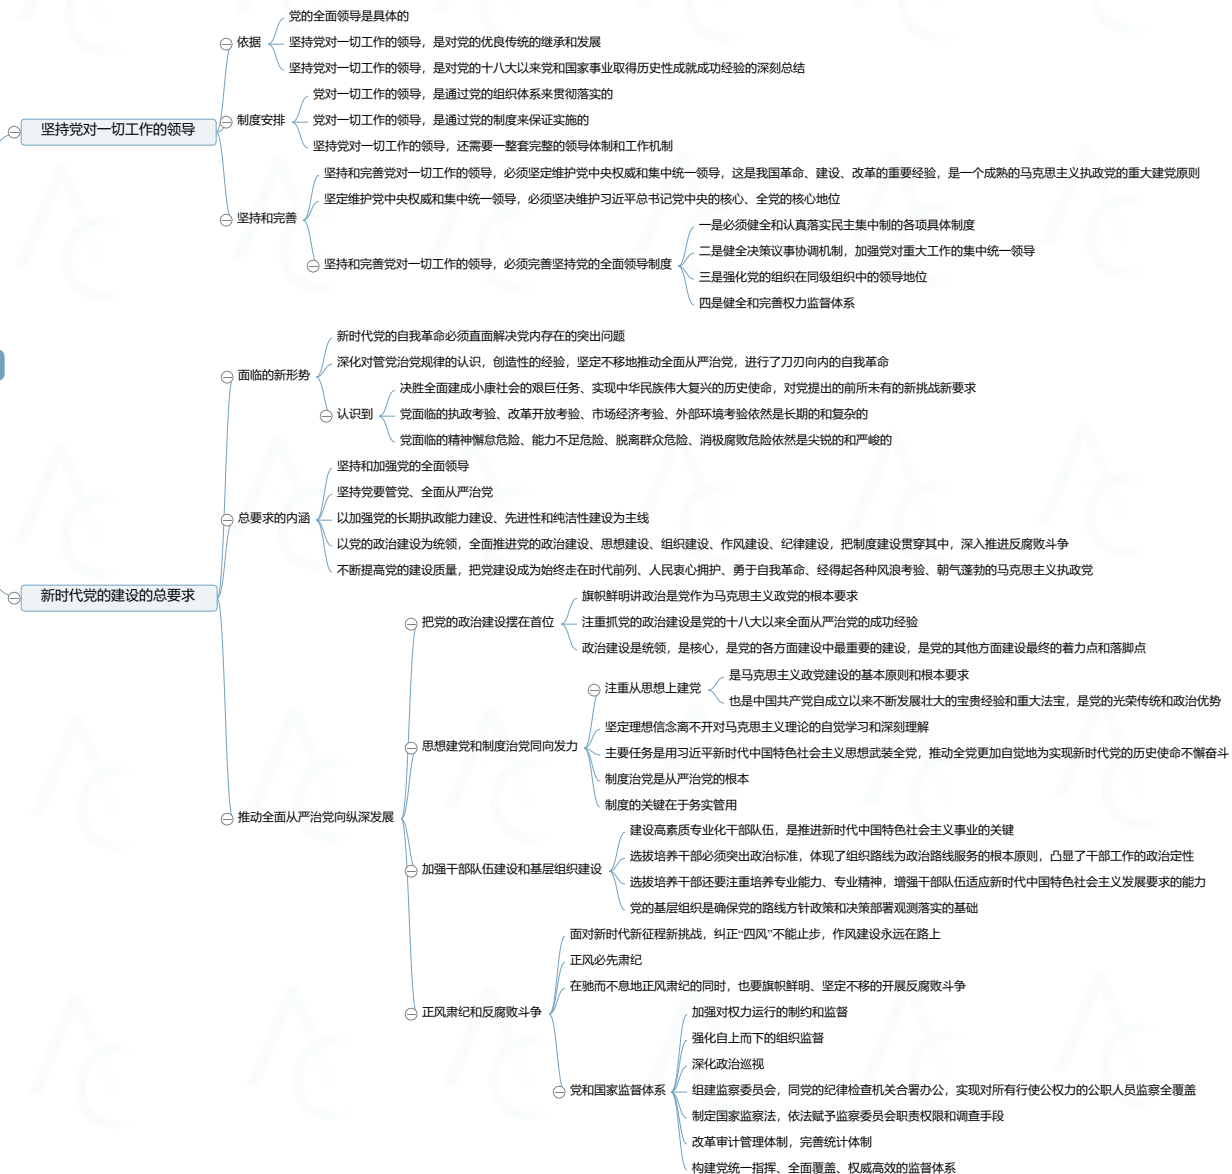 坚持党对一切工作的领导
依据
党的全面领导是具体的
坚持党对一切工作的领导，是对党的优良传统的继承和发展
坚持党对一切工作的领导，是对党的十八大以来党和国家事业取得历史性成就成功经验的深刻总结
制度安排
党对一切工作的领导，是通过党的组织体系来贯彻落实的
党对一切工作的领导，是通过党的制度来保证实施的
坚持党对一切工作的领导，还需要一整套完整的领导体制和工作机制
坚持和完善
坚持和完善党对一切工作的领导，必须坚定维护党中央权威和集中统一领导，这是我国革命、建设、改革的重要经验，是一个成熟的马克思主义执政党的重大建党原则
坚定维护党中央权威和集中统一领导，必须坚决维护习近平总书记党中央的核心、全党的核心地位
坚持和完善党对一切工作的领导，必须完善坚持党的全面领导制度
一是必须健全和认真落实民主集中制的各项具体制度
二是健全决策议事协调机制，加强党对重大工作的集中统一领导
三是强化党的组织在同级组织中的领导地位
四是健全和完善权力监督体系
新时代党的建设的总要求
面临的新形势
新时代党的自我革命必须直面解决党内存在的突出问题
深化对管党治党规律的认识，创造性的经验，坚定不移地推动全面从严治党，进行了刀刃向内的自我革命
认识到
决胜全面建成小康社会的艰巨任务、实现中华民族伟大复兴的历史使命，对党提出的前所未有的新挑战新要求
党面临的执政考验、改革开放考验、市场经济考验、外部环境考验依然是长期的和复杂的
党面临的精神懈怠危险、能力不足危险、脱离群众危险、消极腐败危险依然是尖锐的和严峻的
总要求的内涵
坚持和加强党的全面领导
坚持党要管党、全面从严治党
以加强党的长期执政能力建设、先进性和纯洁性建设为主线
以党的政治建设为统领，全面推进党的政治建设、思想建设、组织建设、作风建设、纪律建设，把制度建设贯穿其中，深入推进反腐败斗争
不断提高党的建设质量，把党建设成为始终走在时代前列、人民衷心拥护、勇于自我革命、经得起各种风浪考验、朝气蓬勃的马克思主义执政党
推动全面从严治党向纵深发展
把党的政治建设摆在首位
旗帜鲜明讲政治是党作为马克思主义政党的根本要求
注重抓党的政治建设是党的十八大以来全面从严治党的成功经验
政治建设是统领，是核心，是党的各方面建设中最重要的建设，是党的其他方面建设最终的着力点和落脚点
思想建党和制度治党同向发力
注重从思想上建党
是马克思主义政党建设的基本原则和根本要求
也是中国共产党自成立以来不断发展壮大的宝贵经验和重大法宝，是党的光荣传统和政治优势
坚定理想信念离不开对马克思主义理论的自觉学习和深刻理解
主要任务是用习近平新时代中国特色社会主义思想武装全党，推动全党更加自觉地为实现新时代党的历史使命不懈奋斗
制度治党是从严治党的根本
制度的关键在于务实管用
加强干部队伍建设和基层组织建设
建设高素质专业化干部队伍，是推进新时代中国特色社会主义事业的关键
选拔培养干部必须突出政治标准，体现了组织路线为政治路线服务的根本原则，凸显了干部工作的政治定性
选拔培养干部还要注重培养专业能力、专业精神，增强干部队伍适应新时代中国特色社会主义发展要求的能力
党的基层组织是确保党的路线方针政策和决策部署观测落实的基础
正风肃纪和反腐败斗争
面对新时代新征程新挑战，纠正“四风”不能止步，作风建设永远在路上
正风必先肃纪
在驰而不息地正风肃纪的同时，也要旗帜鲜明、坚定不移的开展反腐败斗争
党和国家监督体系
加强对权力运行的制约和监督
强化自上而下的组织监督
深化政治巡视
组建监察委员会，同党的纪律检查机关合署办公，实现对所有行使公权力的公职人员监察全覆盖
制定国家监察法，依法赋予监察委员会职责权限和调查手段
改革审计管理体制，完善统计体制
构建党统一指挥、全面覆盖、权威高效的监督体系